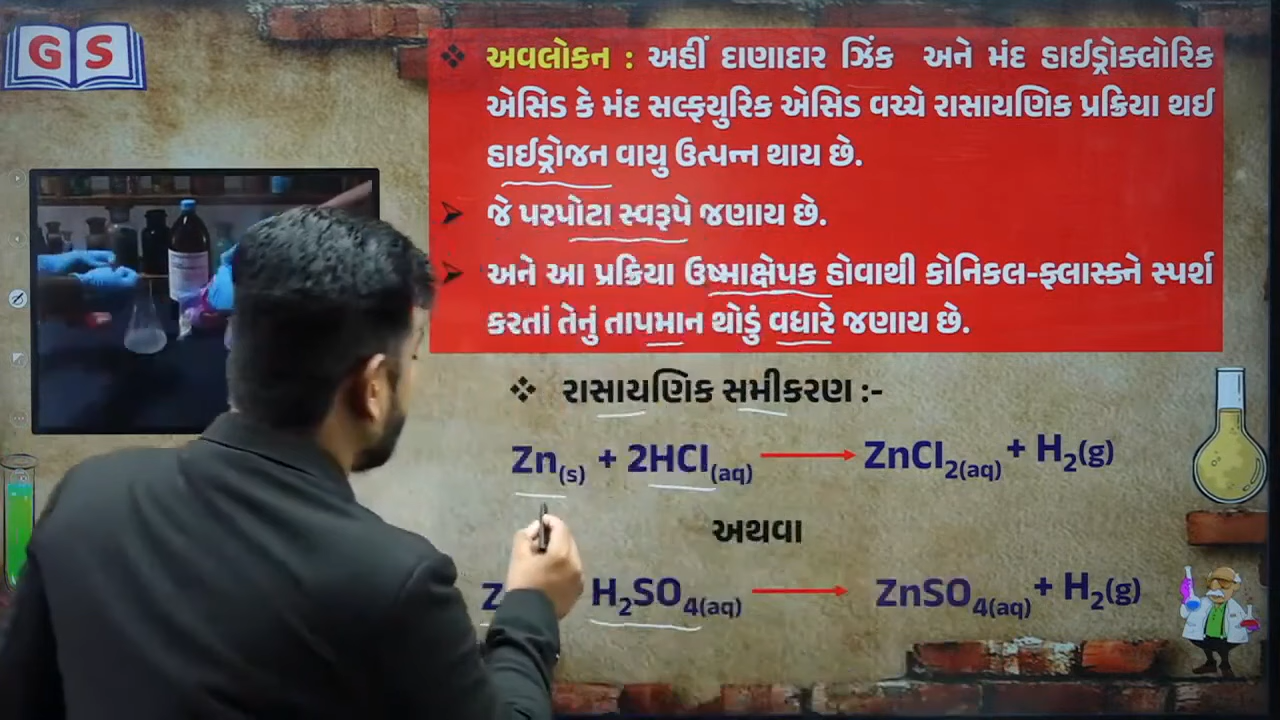 GS
❖ અવલોકન : અહીં દાણાદાર ઝિંક અને મંદ હાઈડ્રોક્લોરિક
એસિડ કે મંદ સલ્ફયુરિક એસિડ વચ્ચે રાસાયણિક પ્રક્રિયા થઈ
હાઈડ્રોજન વાયુ ઉત્પન્ન થાય છે.
➤ જે પરપોટા સ્વરૂપે જણાય છે.
➤ અને આ પ્રક્રિયા ઉષ્માક્ષેપક હોવાથી કોનિકલ-ફ્લાસ્કને સ્પર્શ
કરતાં તેનું તાપમાન થોડું વધારે જણાય છે.
❖ રાસાયણિક સમીકરણ :-
Zn(s) + 2HCl(aq) → ZnCl2(aq) + H2(g)
અથવા
H2SO4(aq) → ZnSO4(aq) + H2(g)